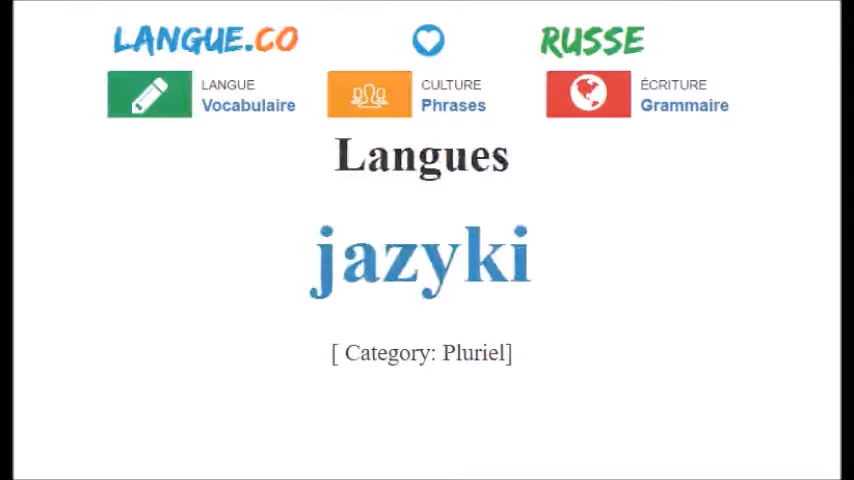 LANGUE.CO
RUSSE
LANGUE
Vocabulaire
CULTURE
Phrases
ÉCRITURE
Grammaire
Langues
jazyki
[ Category: Pluriel]